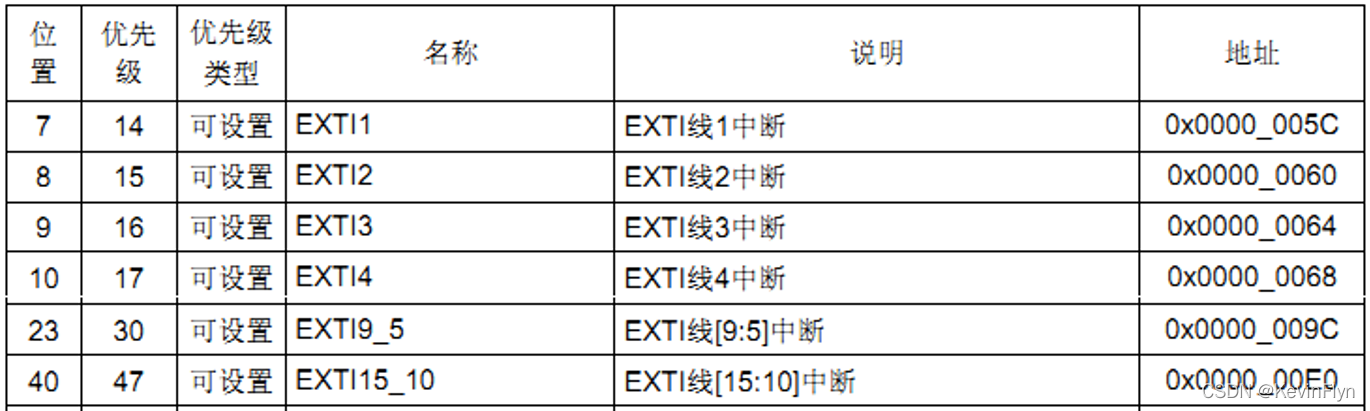 位置 优先级 优先级类型 名称 说明 地址
7 14 可设置 EXTI1 EXTI线1中断 0x0000_005C
8 15 可设置 EXTI2 EXTI线2中断 0x0000_0060
9 16 可设置 EXTI3 EXTI线3中断 0x0000_0064
10 17 可设置 EXTI4 EXTI线4中断 0x0000_0068
23 30 可设置 EXTI9_5 EXTI线[9:5]中断 0x0000_009C
40 47 可设置 EXTI15_10 EXTI线[15:10]中断 0x0000_00E0
CSDN @KevinFlyn